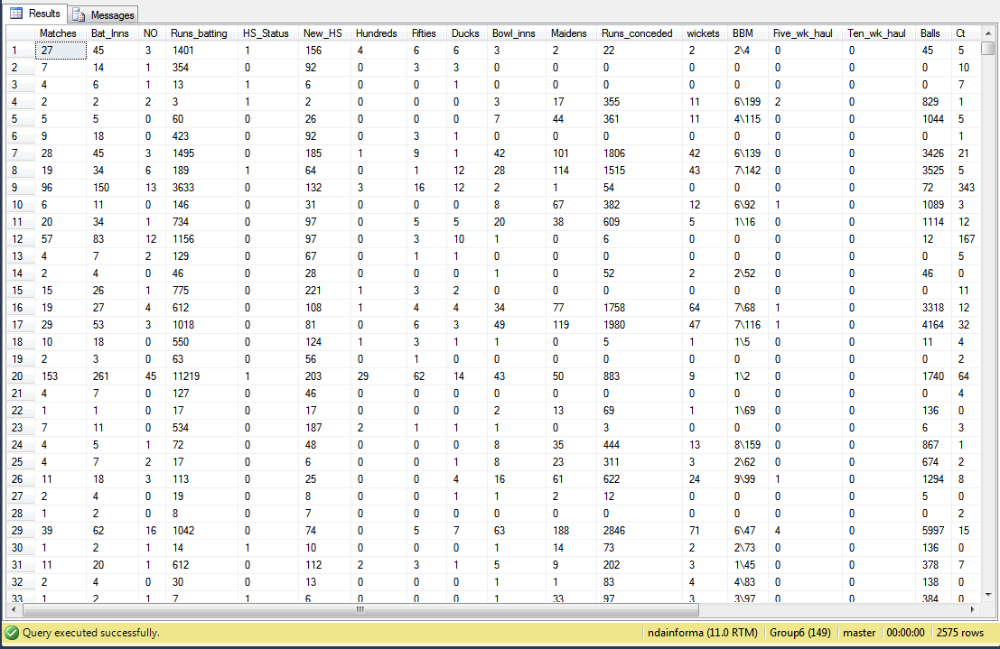 Results Messages
Matches Bat_Inns NO Runs_batting HS_Status New_HS Hundreds Fifties Ducks Bowl_inns Maidens Runs_conceded wickets BBM Five_wk_haul Ten_wk_haul Balls Ct
1 27 45 3 1401 1 156 4 6 6 3 2 22 2 2\4 0 0 45 5
2 7 14 1 354 0 92 0 3 3 0 0 0 0 0 0 0 0 10
3 4 6 1 13 1 6 0 0 1 0 0 0 0 0 0 0 0 7
4 2 2 2 3 1 2 0 0 0 3 17 355 11 6\199 2 0 829 1
5 5 5 0 60 0 26 0 0 0 7 44 361 11 4\115 0 0 1044 5
6 9 18 0 423 0 92 0 3 1 0 0 0 0 0 0 0 0 1
7 28 45 3 1495 0 185 1 9 1 42 101 1806 42 6\139 0 0 3426 21
8 19 34 6 189 1 64 0 1 12 28 114 1515 43 7\142 0 0 3525 5
9 96 150 13 3633 0 132 3 16 12 2 1 54 0 0 0 0 72 343
10 6 11 0 146 0 31 0 0 0 8 67 382 12 6\92 1 0 1089 3
11 20 34 1 734 0 97 0 5 5 20 38 609 5 1\16 0 0 1114 12
12 57 83 12 1156 0 97 0 3 10 1 0 6 0 0 0 0 12 167
13 4 7 2 129 0 67 0 1 1 0 0 0 0 0 0 0 0 5
14 2 4 0 46 0 28 0 0 0 1 0 52 2 2\52 0 0 46 0
15 15 26 1 775 0 221 1 3 2 0 0 0 0 0 0 0 0 11
16 19 27 4 612 0 108 1 4 4 34 77 1758 64 7\68 1 0 3318 12
17 29 53 3 1018 0 81 0 6 3 49 119 1980 47 7\116 1 0 4164 32
18 10 18 0 550 0 124 1 3 1 1 0 5 1 1\5 0 0 11 4
19 2 3 0 63 0 56 0 1 0 0 0 0 0 0 0 0 0 2
20 153 261 45 11219 1 203 29 62 14 43 50 883 9 1\2 0 0 1740 64
21 4 7 0 127 0 46 0 0 0 0 0 0 0 0 0 0 0 4
22 1 1 0 17 0 17 0 0 0 2 13 69 1 1\69 0 0 136 0
23 7 11 0 534 0 187 2 1 1 1 0 3 0 0 0 0 6 3
24 4 5 1 72 0 48 0 0 0 8 35 444 13 8\159 0 0 867 1
25 4 7 2 17 0 6 0 0 1 8 23 311 3 2\62 0 0 674 2
26 11 18 3 113 0 25 0 0 4 16 61 622 24 9\99 1 0 1294 8
27 2 4 0 19 0 8 0 0 1 1 2 12 0 0 0 0 5 0
28 1 2 0 8 0 7 0 0 0 0 0 0 0 0 0 0 0 2
29 39 62 16 1042 0 74 0 5 7 63 188 2846 71 6\47 4 0 5997 15
30 1 2 1 14 1 10 0 0 0 1 14 73 2 2\73 0 0 136 0
31 11 20 1 612 0 112 2 3 1 5 9 202 3 1\45 0 0 378 7
32 2 4 0 30 0 13 0 0 0 1 1 83 4 4\83 0 0 138 0
33 1 2 1 7 1 6 0 0 0 1 33 97 3 3\97 0 0 384 0
Query executed successfully. ndainforma (11.0 RTM) Group6 (149) master 00:00:00 2575 rows